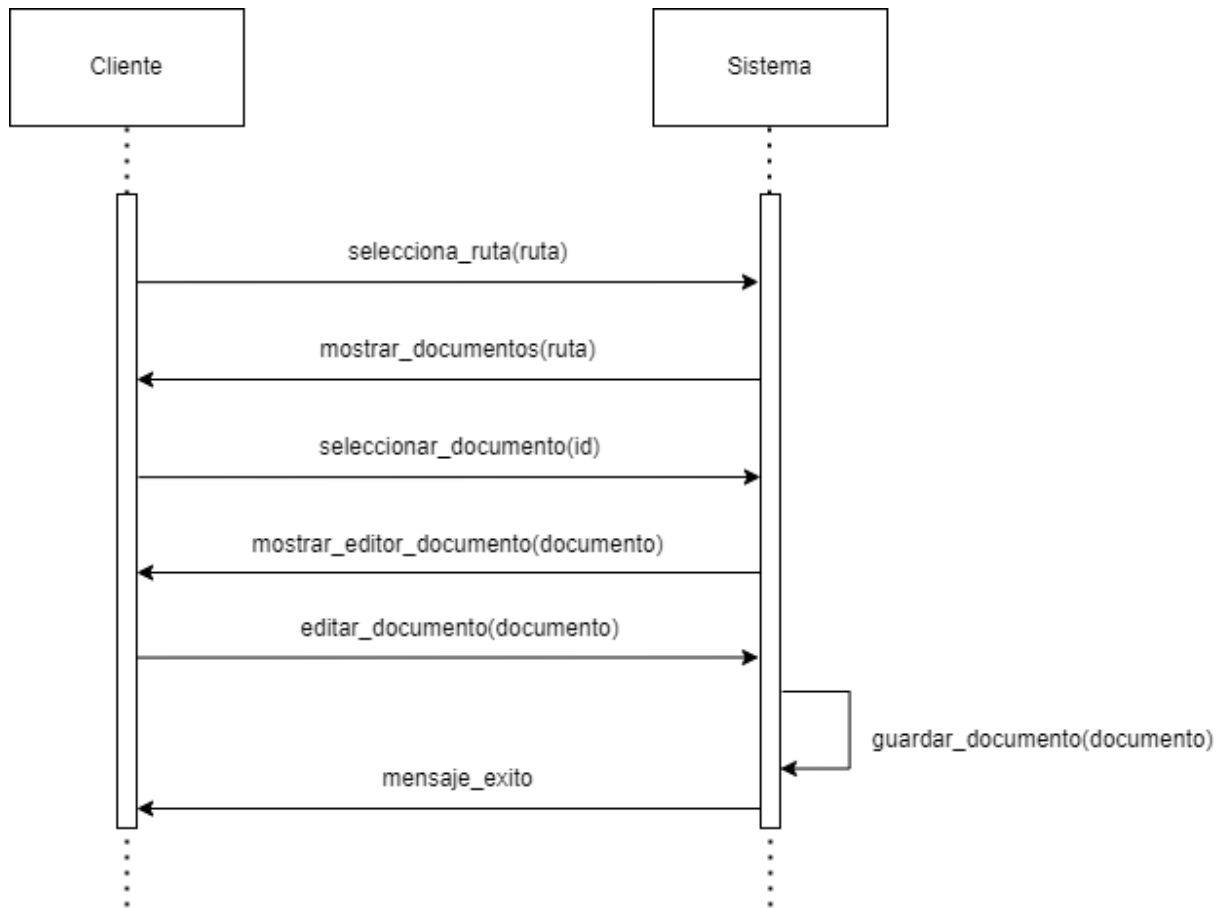 Cliente
Sistema
selecciona_ruta(ruta)
mostrar_documentos(ruta)
seleccionar_documento(id)
mostrar_editor_documento(documento)
editar_documento(documento)
guardar_documento(documento)
mensaje_exito